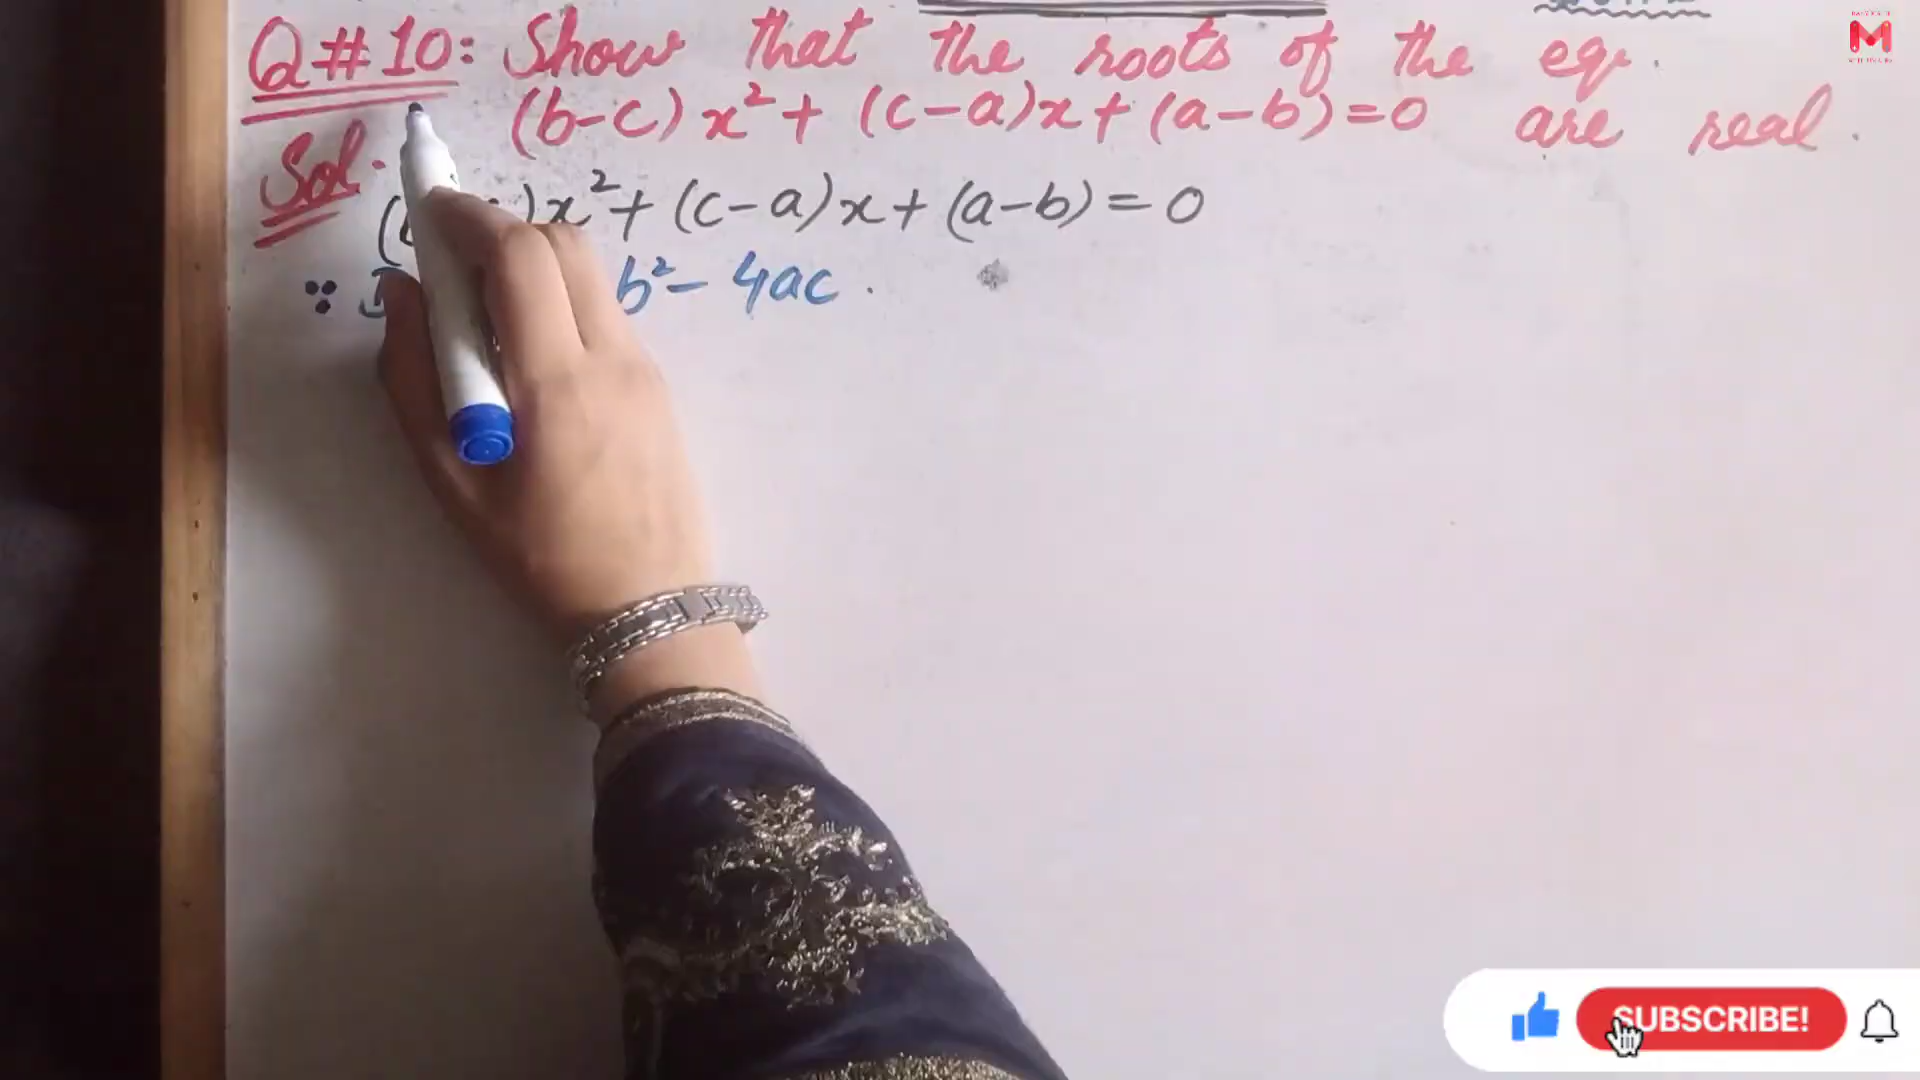 Q#10: Show that the roots of the eq.
(b-c)x²+(c-a)x+(a-b)=0 are real.
Sol.
)x²+(c-a)x+(a-b)=0
b²-4ac.
M
SUBSCRIBE!